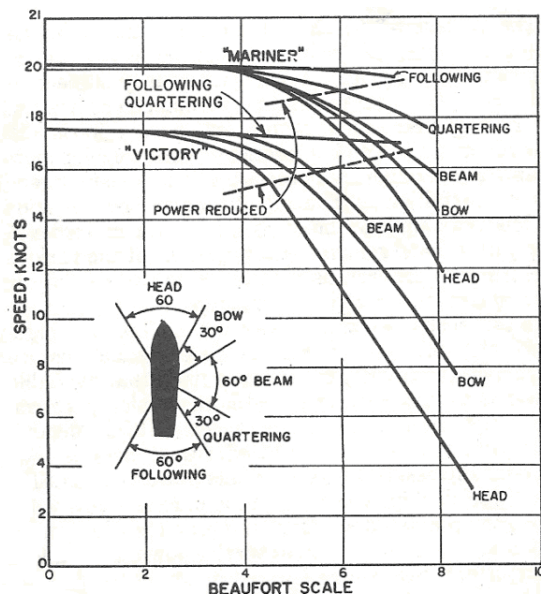 21
20
18
16
14
12
10
8
6
4
2
0
SPEED, KNOTS
"MARINER"
FOLLOWING
FOLLOWING
QUARTERING
QUARTERING
"VICTORY"
BEAM
POWER REDUCED
BOW
BEAM
HEAD
BOW
HEAD
HEAD
60
BOW
30°
60° BEAM
30°
QUARTERING
60°
FOLLOWING
0 2 4 6 8 10
BEAUFORT SCALE